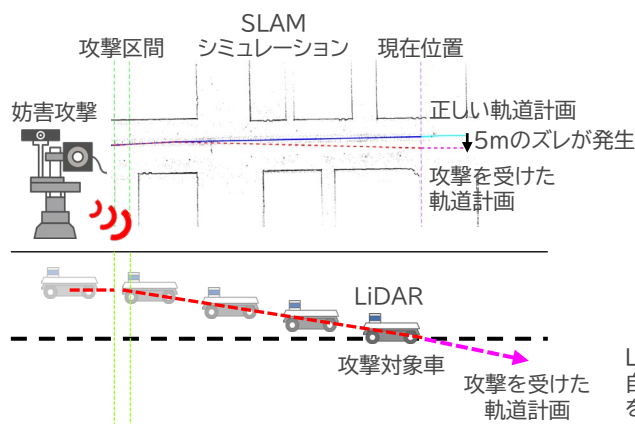 SLAM
シミュレーション
攻撃区間
現在位置
妨害攻撃
正しい軌道計画
5mのズレが発生
攻撃を受けた
軌道計画
LiDAR
攻撃対象車
攻撃を受けた
軌道計画
L
を